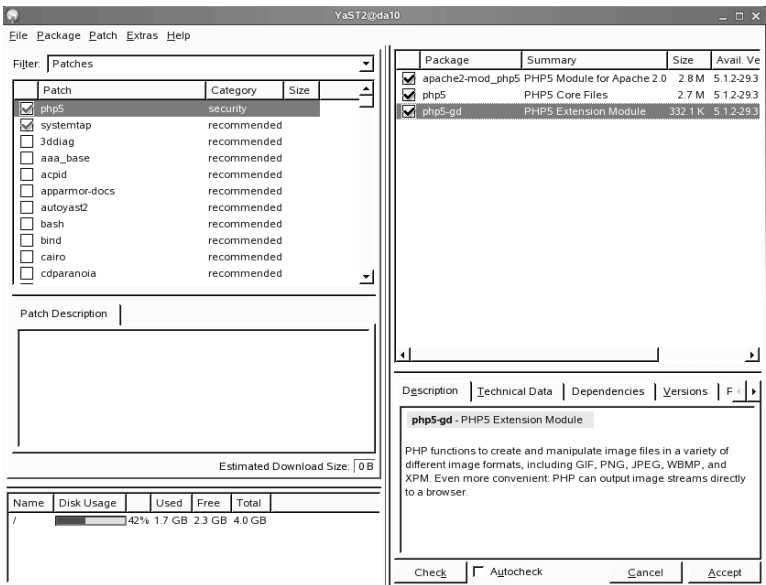 YaST2@da10
File Package Patch Extras Help
Filter: Patches
Patch Category Size
php5 security
systemtap recommended
3ddiag recommended
aaa_base recommended
acpid recommended
apparmor-docs recommended
autoyast2 recommended
bash recommended
bind recommended
cairo recommended
cdparanoia recommended
Patch Description
Estimated Download Size: 0 B
Name Disk Usage Used Free Total
/ 42% 1.7 GB 2.3 GB 4.0 GB
Package Summary Size Avail. Ve
apache2-mod_php5 PHP5 Module for Apache 2.0 2.8 M 5.1.2-29.3
php5 PHP5 Core Files 2.7 M 5.1.2-29.3
php5-gd PHP5 Extension Module 332.1 K 5.1.2-29.3
Description Technical Data Dependencies Versions F
php5-gd - PHP5 Extension Module
PHP functions to create and manipulate image files in a variety of
different image formats, including GIF, PNG, JPEG, WBMP, and
XPM. Even more convenient: PHP can output image streams directly
to a browser.
Check Autocheck Cancel Accept